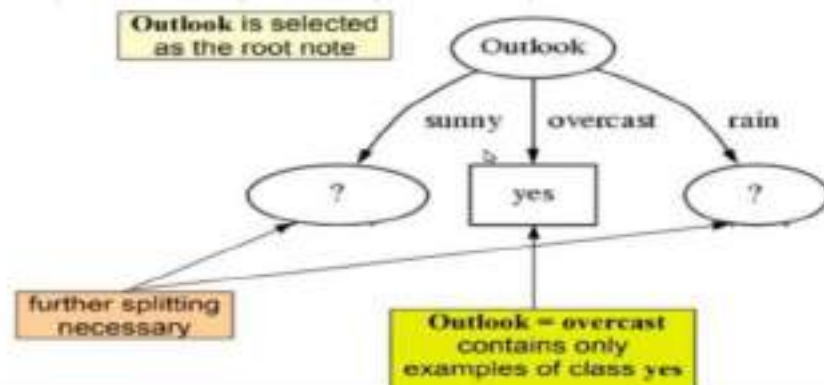 Outlook is selected
as the root note
Outlook
sunny
overcast
rain
?
yes
?
further splitting
necessary
Outlook = overcast
contains only
examples of class yes